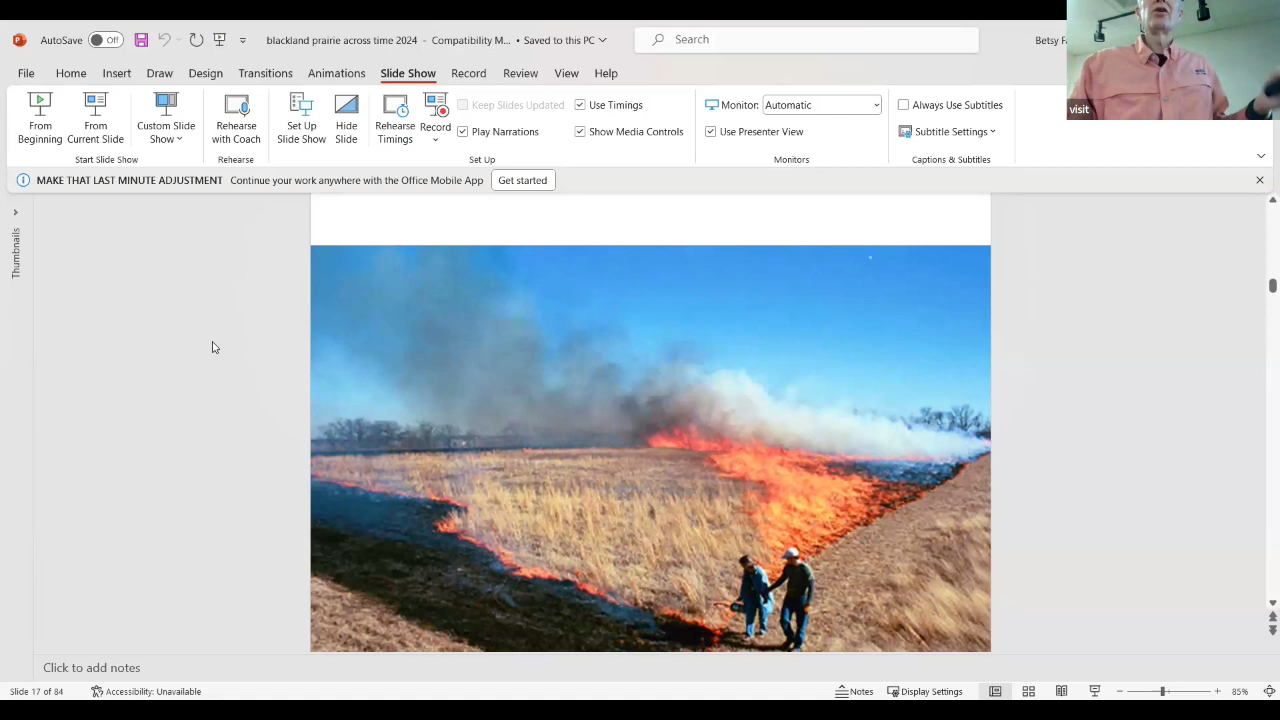 AutoSave Off blackland prairie across time 2024 - Compatibility M... • Saved to this PC Search Betsy
File Home Insert Draw Design Transitions Animations Slide Show Record Review View Help
visit
From Beginning
From Current Slide
Custom Slide Show
Rehearse with Coach
Set Up Slide Show
Hide Slide
Rehearse Timings
Record
Keep Slides Updated
Play Narrations
Use Timings
Show Media Controls
Monitor: Automatic
Use Presenter View
Always Use Subtitles
Subtitle Settings
Start Slide Show Rehearse Set Up Monitors Captions & Subtitles
MAKE THAT LAST MINUTE ADJUSTMENT Continue your work anywhere with the Office Mobile App Get started
Thumbnails
Click to add notes
Slide 17 of 84 Accessibility: Unavailable Notes Display Settings 85%